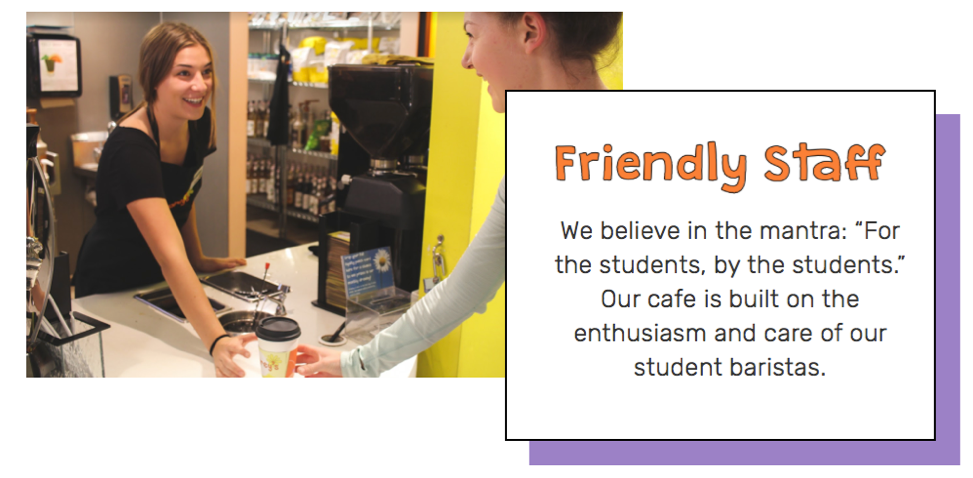 Friendly Staff
We believe in the mantra: “For
the students, by the students.”
Our cafe is built on the
enthusiasm and care of our
student baristas.